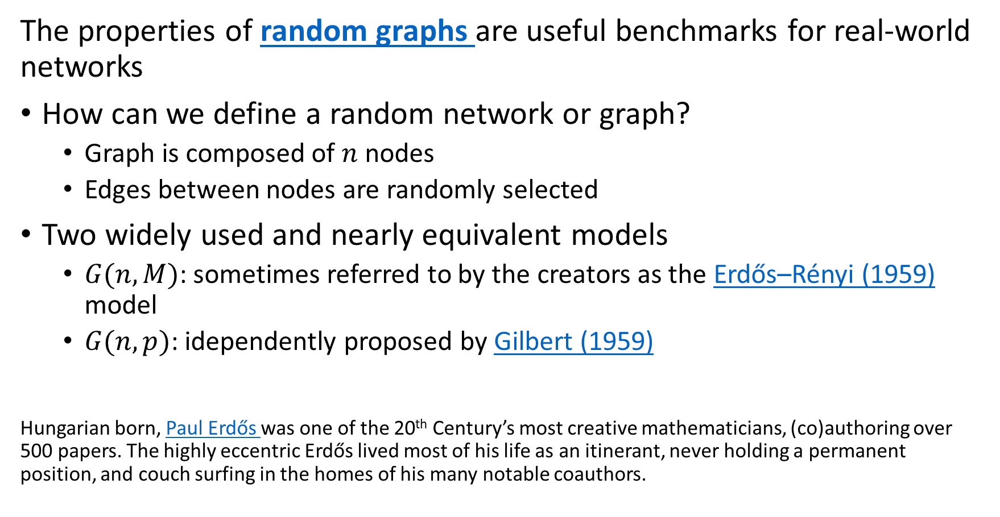 The properties of random graphs are useful benchmarks for real-world
networks
• How can we define a random network or graph?
• Graph is composed of 𝑛 nodes
• Edges between nodes are randomly selected
• Two widely used and nearly equivalent models
• 𝐺(𝑛, 𝑀): sometimes referred to by the creators as the Erdős–Rényi (1959)
model
• 𝐺(𝑛, 𝑝): idependently proposed by Gilbert (1959)
Hungarian born, Paul Erdős was one of the 20th Century’s most creative mathematicians, (co)authoring over
500 papers. The highly eccentric Erdős lived most of his life as an itinerant, never holding a permanent
position, and couch surfing in the homes of his many notable coauthors.